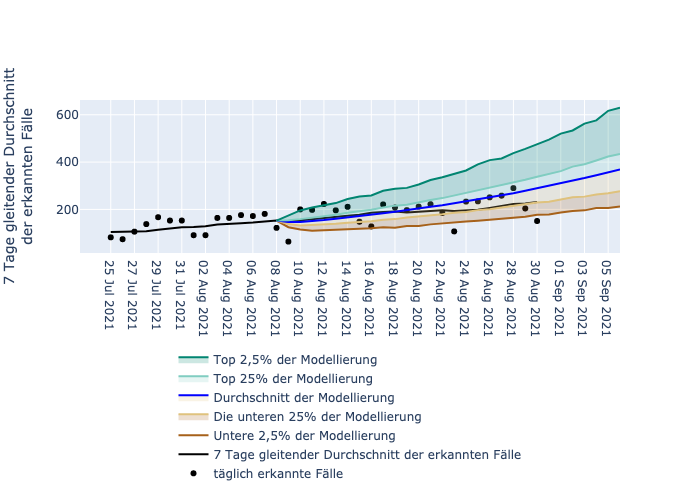 7 Tage gleitender Durchschnitt
der erkannten Fälle
600
400
200
25 Jul 2021
27 Jul 2021
29 Jul 2021
31 Jul 2021
02 Aug 2021
04 Aug 2021
06 Aug 2021
08 Aug 2021
10 Aug 2021
12 Aug 2021
14 Aug 2021
16 Aug 2021
18 Aug 2021
20 Aug 2021
22 Aug 2021
24 Aug 2021
26 Aug 2021
28 Aug 2021
30 Aug 2021
01 Sep 2021
03 Sep 2021
05 Sep 2021
Top 2,5% der Modellierung
Top 25% der Modellierung
Durchschnitt der Modellierung
Die unteren 25% der Modellierung
Untere 2,5% der Modellierung
7 Tage gleitender Durchschnitt der erkannten Fälle
täglich erkannte Fälle